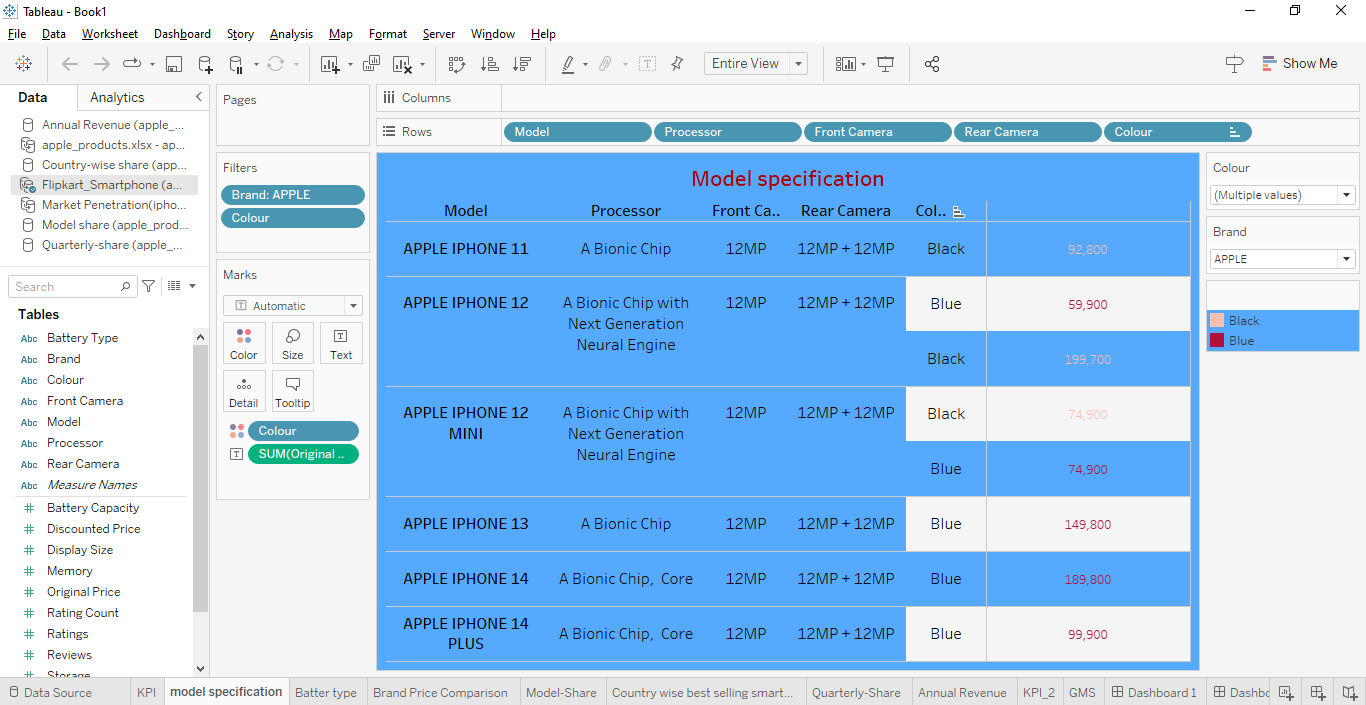 Tableau - Book1
File Data Worksheet Dashboard Story Analysis Map Format Server Window Help
Entire View
Show Me
Data Analytics
Annual Revenue (apple_...
apple_products.xlsx - ap...
Country-wise share (app...
Flipkart_Smartphone (a...
Market Penetration(ipho...
Model share (apple_prod...
Quarterly-share (apple_...
Search
Tables
Abc Battery Type
Abc Brand
Abc Colour
Abc Front Camera
Abc Model
Abc Processor
Abc Rear Camera
Abc Measure Names
Battery Capacity
Discounted Price
Display Size
Memory
Original Price
Rating Count
Ratings
Reviews
Storage
Pages
Filters
Brand: APPLE
Colour
Marks
Automatic
Color Size Text
Detail Tooltip
Colour
SUM(Original ..
Columns
Rows Model Processor Front Camera Rear Camera Colour
Model specification
Model Processor Front Ca.. Rear Camera Col..
APPLE IPHONE 11 A Bionic Chip 12MP 12MP + 12MP Black 92,800
APPLE IPHONE 12 A Bionic Chip with 12MP 12MP + 12MP Blue 59,900
Next Generation
Neural Engine
Black 199,700
APPLE IPHONE 12 A Bionic Chip with 12MP 12MP + 12MP Black 74,900
MINI Next Generation
Neural Engine
Blue 74,900
APPLE IPHONE 13 A Bionic Chip 12MP 12MP + 12MP Blue 149,800
APPLE IPHONE 14 A Bionic Chip, Core 12MP 12MP + 12MP Blue 189,800
APPLE IPHONE 14
PLUS A Bionic Chip, Core 12MP 12MP + 12MP Blue 99,900
Colour
(Multiple values)
Brand
APPLE
Black
Blue
Data Source KPI model specification Batter type Brand Price Comparison Model-Share Country wise best selling smart... Quarterly-Share Annual Revenue KPI_2 GMS Dashboard 1 Dashbo